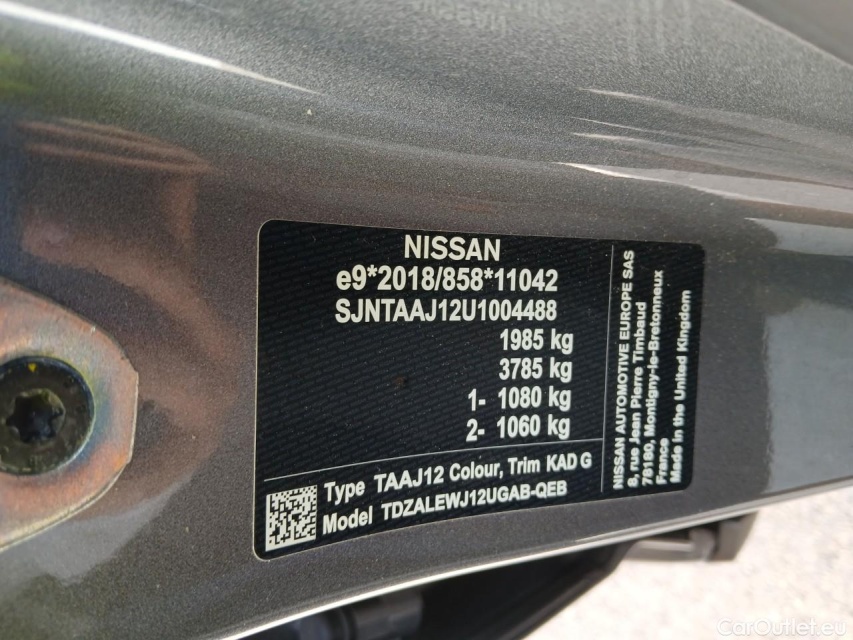 NISSAN
e9*2018/858*11042
SJNTAAJ12U1004488
1985 kg
3785 kg
1- 1080 kg
2- 1060 kg
Type TAAJ12 Colour, Trim KAD G
Model TDZALEWJ12UGAB-QEB
NISSAN AUTOMOTIVE EUROPE SAS
8, rue Jean Pierre Timbaud
78180, Montigny-le-Bretonneux
France
Made in the United Kingdom
CarOutlet.eu